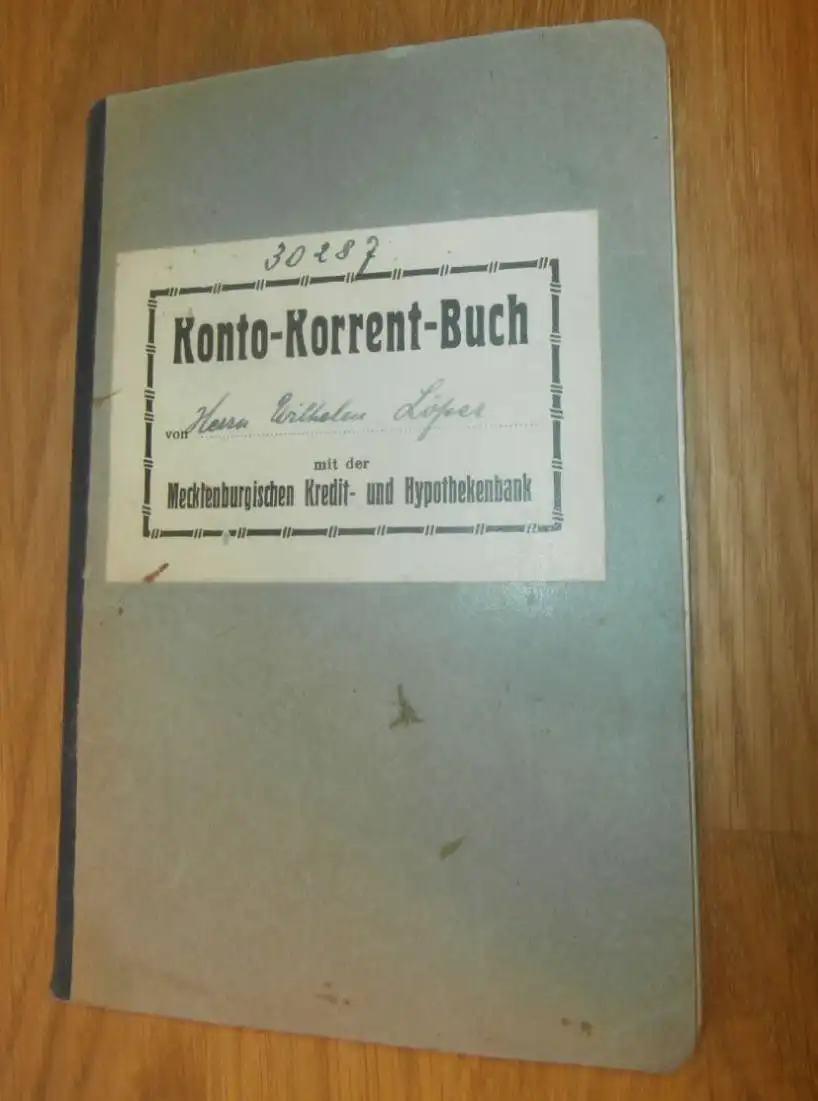 30287
Konto-Korrent-Buch
von Herrn Wilhelm Löper
mit der
Mecklenburgischen Kredit- und Hypothekenbank